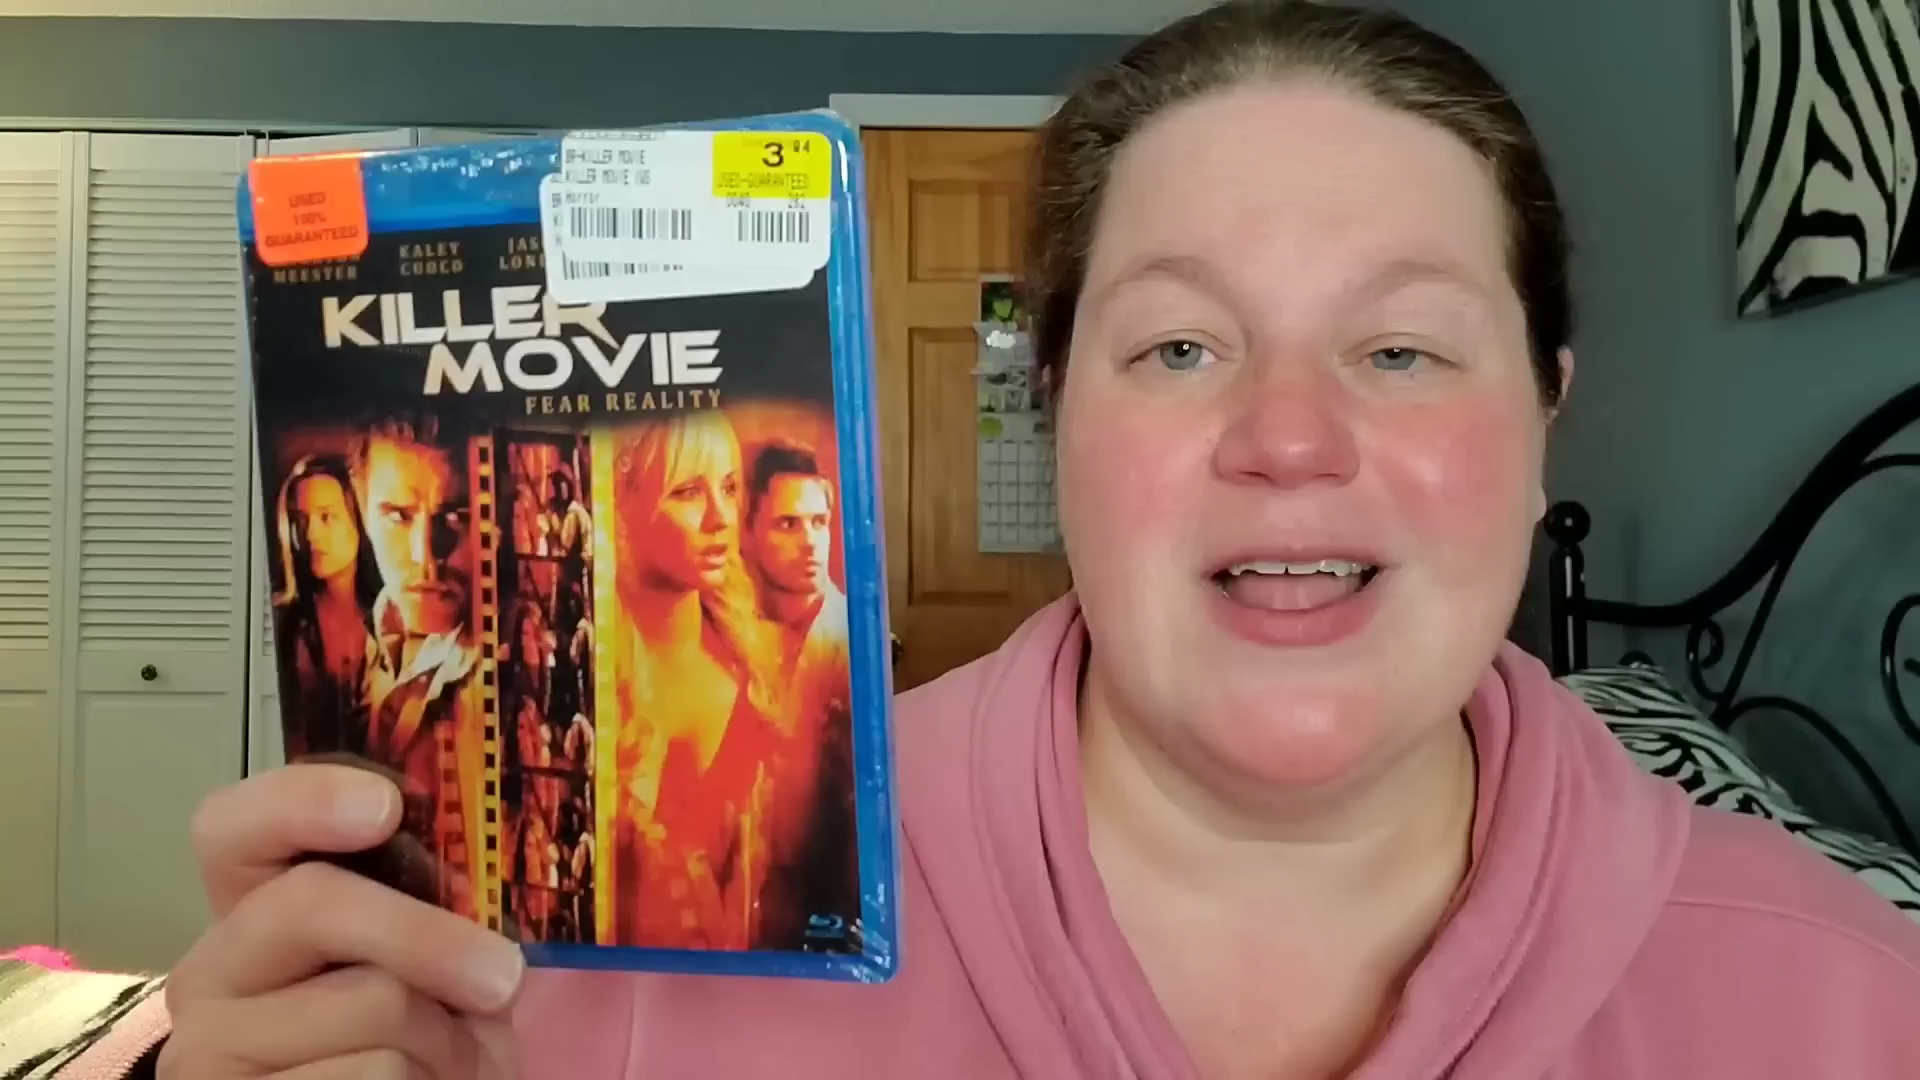 USED
100%
GUARANTEED
BR-KILLER MOVIE
KILLER MOVIE
Horror
3.94
USED-GUARANTEED
MEESTER
KALEY
CUOCO
KILLER
MOVIE
FEAR REALITY